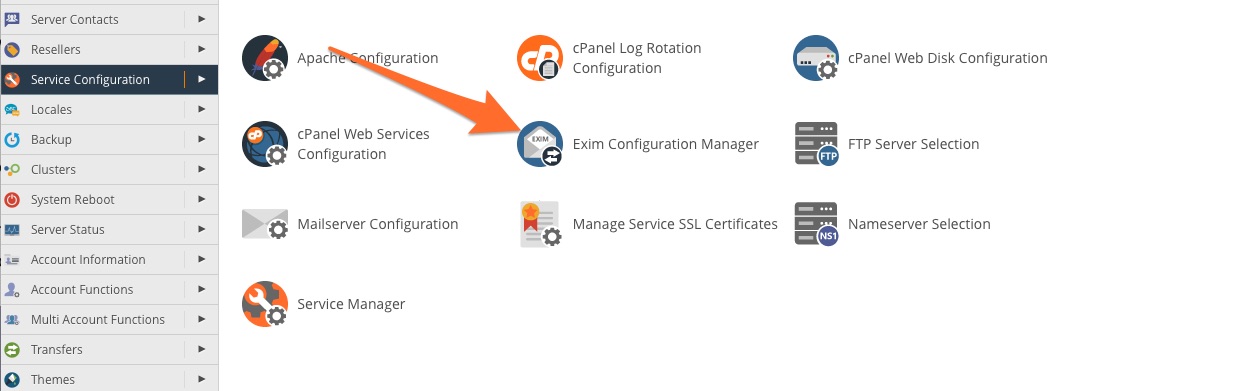 Server Contacts
Resellers
Service Configuration
Locales
Backup
Clusters
System Reboot
Server Status
Account Information
Account Functions
Multi Account Functions
Transfers
Themes
Apache Configuration
cPanel Log Rotation
Configuration
cPanel Web Disk Configuration
cPanel Web Services
Configuration
EXIM
Exim Configuration Manager
FTP
FTP Server Selection
Mailserver Configuration
Manage Service SSL Certificates
NS1
Nameserver Selection
Service Manager